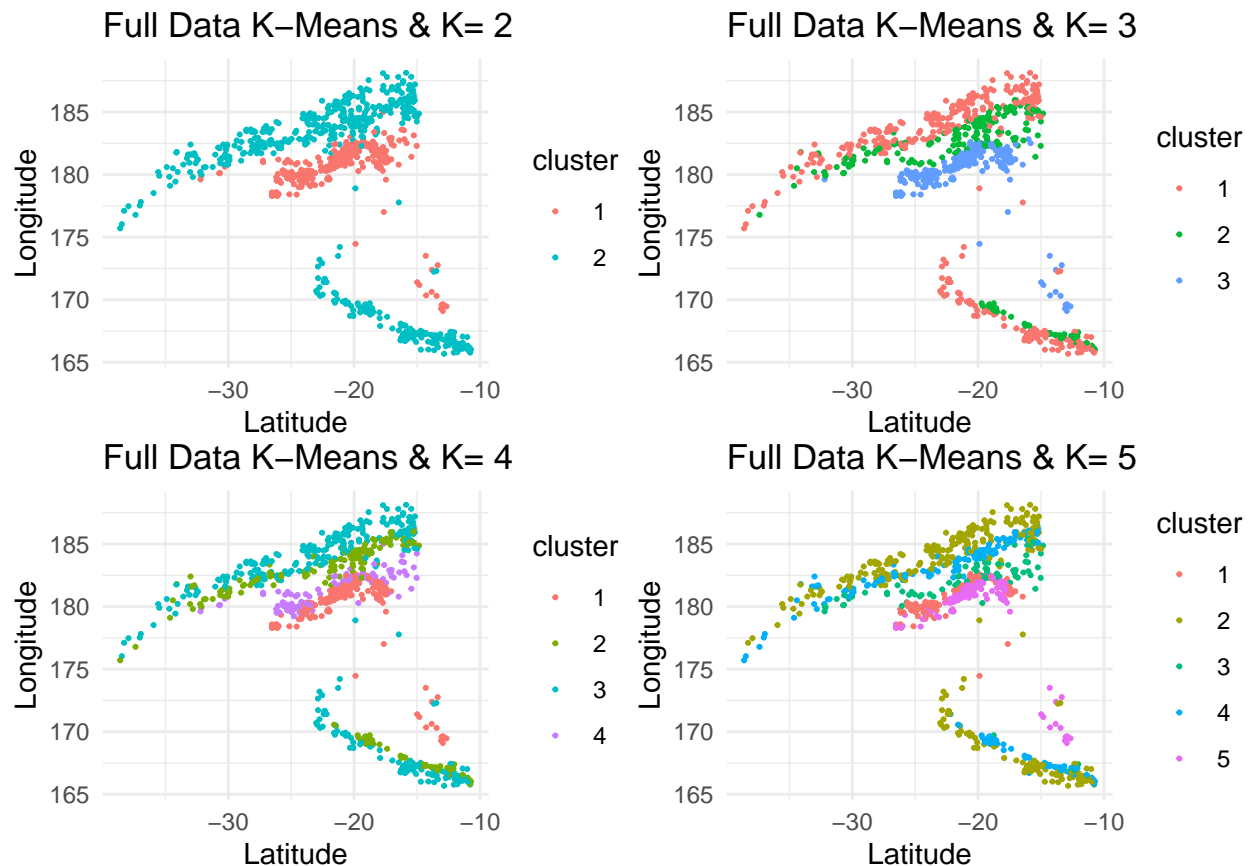 Full Data K−Means & K= 2
185
180
175
170
165
−30
−20
−10
Longitude
Latitude
cluster
1
2
Full Data K−Means & K= 3
185
180
175
170
165
−30
−20
−10
Longitude
Latitude
cluster
1
2
3
Full Data K−Means & K= 4
185
180
175
170
165
−30
−20
−10
Longitude
Latitude
cluster
1
2
3
4
Full Data K−Means & K= 5
185
180
175
170
165
−30
−20
−10
Longitude
Latitude
cluster
1
2
3
4
5